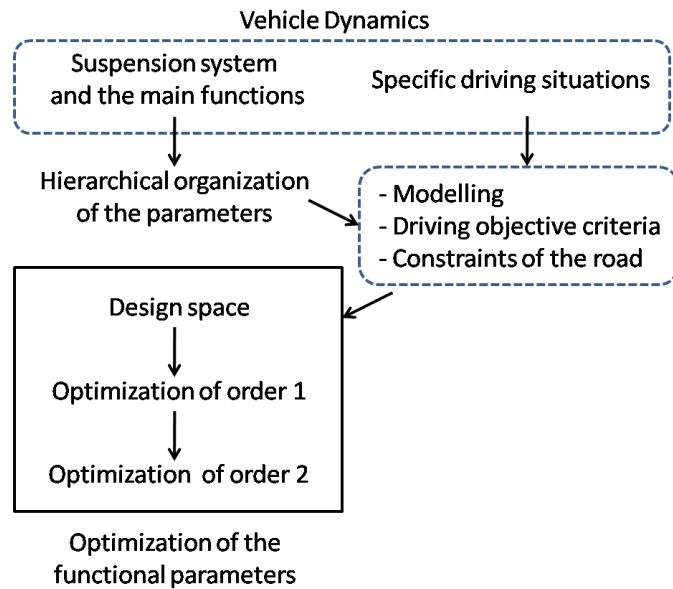 Vehicle Dynamics
Suspension system
and the main functions
Specific driving situations
Hierarchical organization
of the parameters
- Modelling
- Driving objective criteria
- Constraints of the road
Design space
Optimization of order 1
Optimization of order 2
Optimization of the
functional parameters